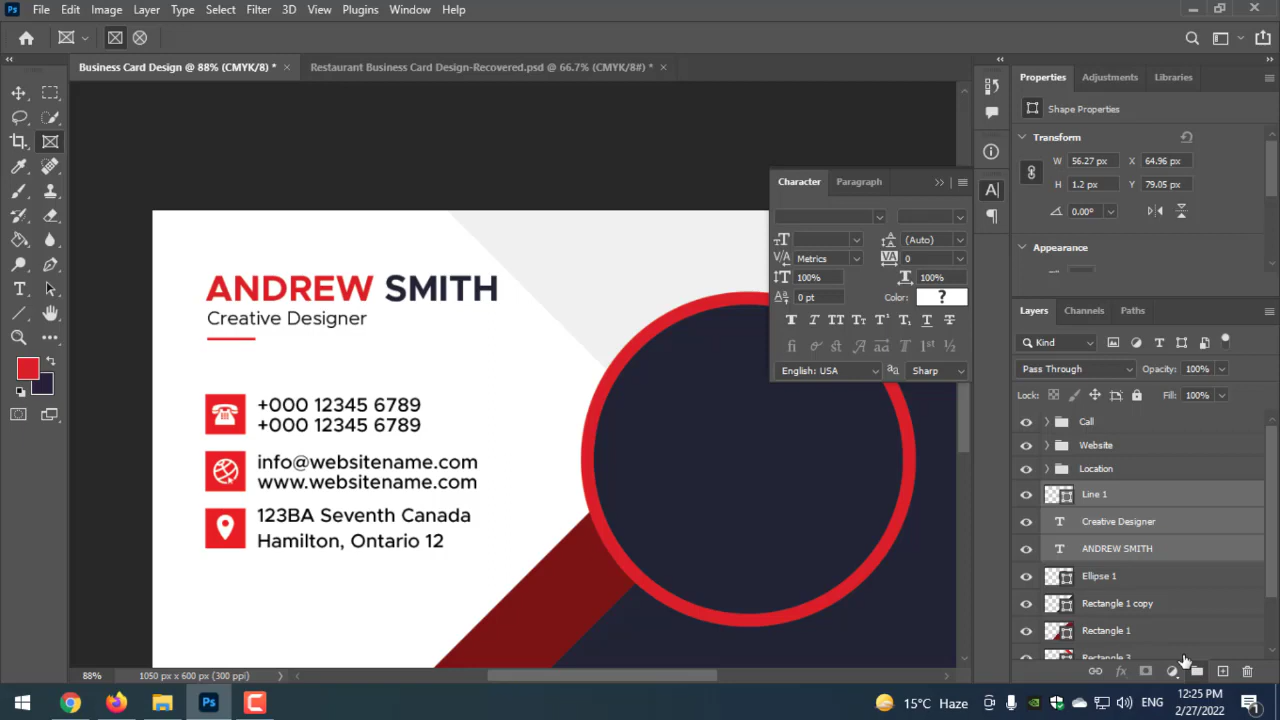 Ps File Edit Image Layer Type Select Filter 3D View Plugins Window Help
Business Card Design @ 88% (CMYK/8) * ×
Restaurant Business Card Design-Recovered.psd @ 66.7% (CMYK/8#) * ×
Properties Adjustments Libraries
Shape Properties
Transform
W 56.27 px X 64.96 px
H 1.2 px Y 79.05 px
0.00°
Appearance
Character Paragraph
(Auto)
Metrics 0
100% 100%
0 pt Color: ?
English: USA Sharp
ANDREW SMITH
Creative Designer
+000 12345 6789
+000 12345 6789
info@websitename.com
www.websitename.com
123BA Seventh Canada
Hamilton, Ontario 12
Layers Channels Paths
Kind
Pass Through Opacity: 100%
Lock: Fill: 100%
Call
Website
Location
Line 1
Creative Designer
ANDREW SMITH
Ellipse 1
Rectangle 1 copy
Rectangle 1
Rectangle 3
88% 1050 px x 600 px (300 ppi)
15°C Haze ENG 12:25 PM
2/27/2022